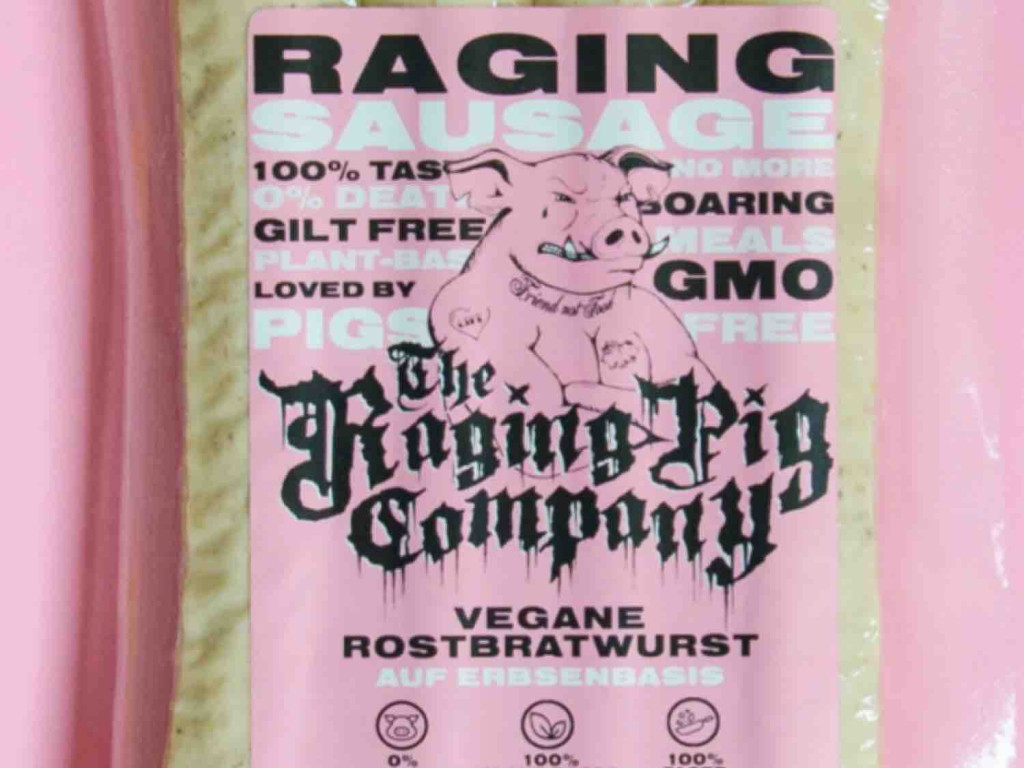 RAGING
SAUSAGE
100% TAS
0% DEAT
GILT FREE
PLANT-BAS
LOVED BY
PIGS
NO MORE
BOARING
MEALS
GMO
FREE
Friend not Food
The
Raging Pig
Company
VEGANE
ROSTBRATWURST
AUF ERBSENBASIS
0% 100% 100%